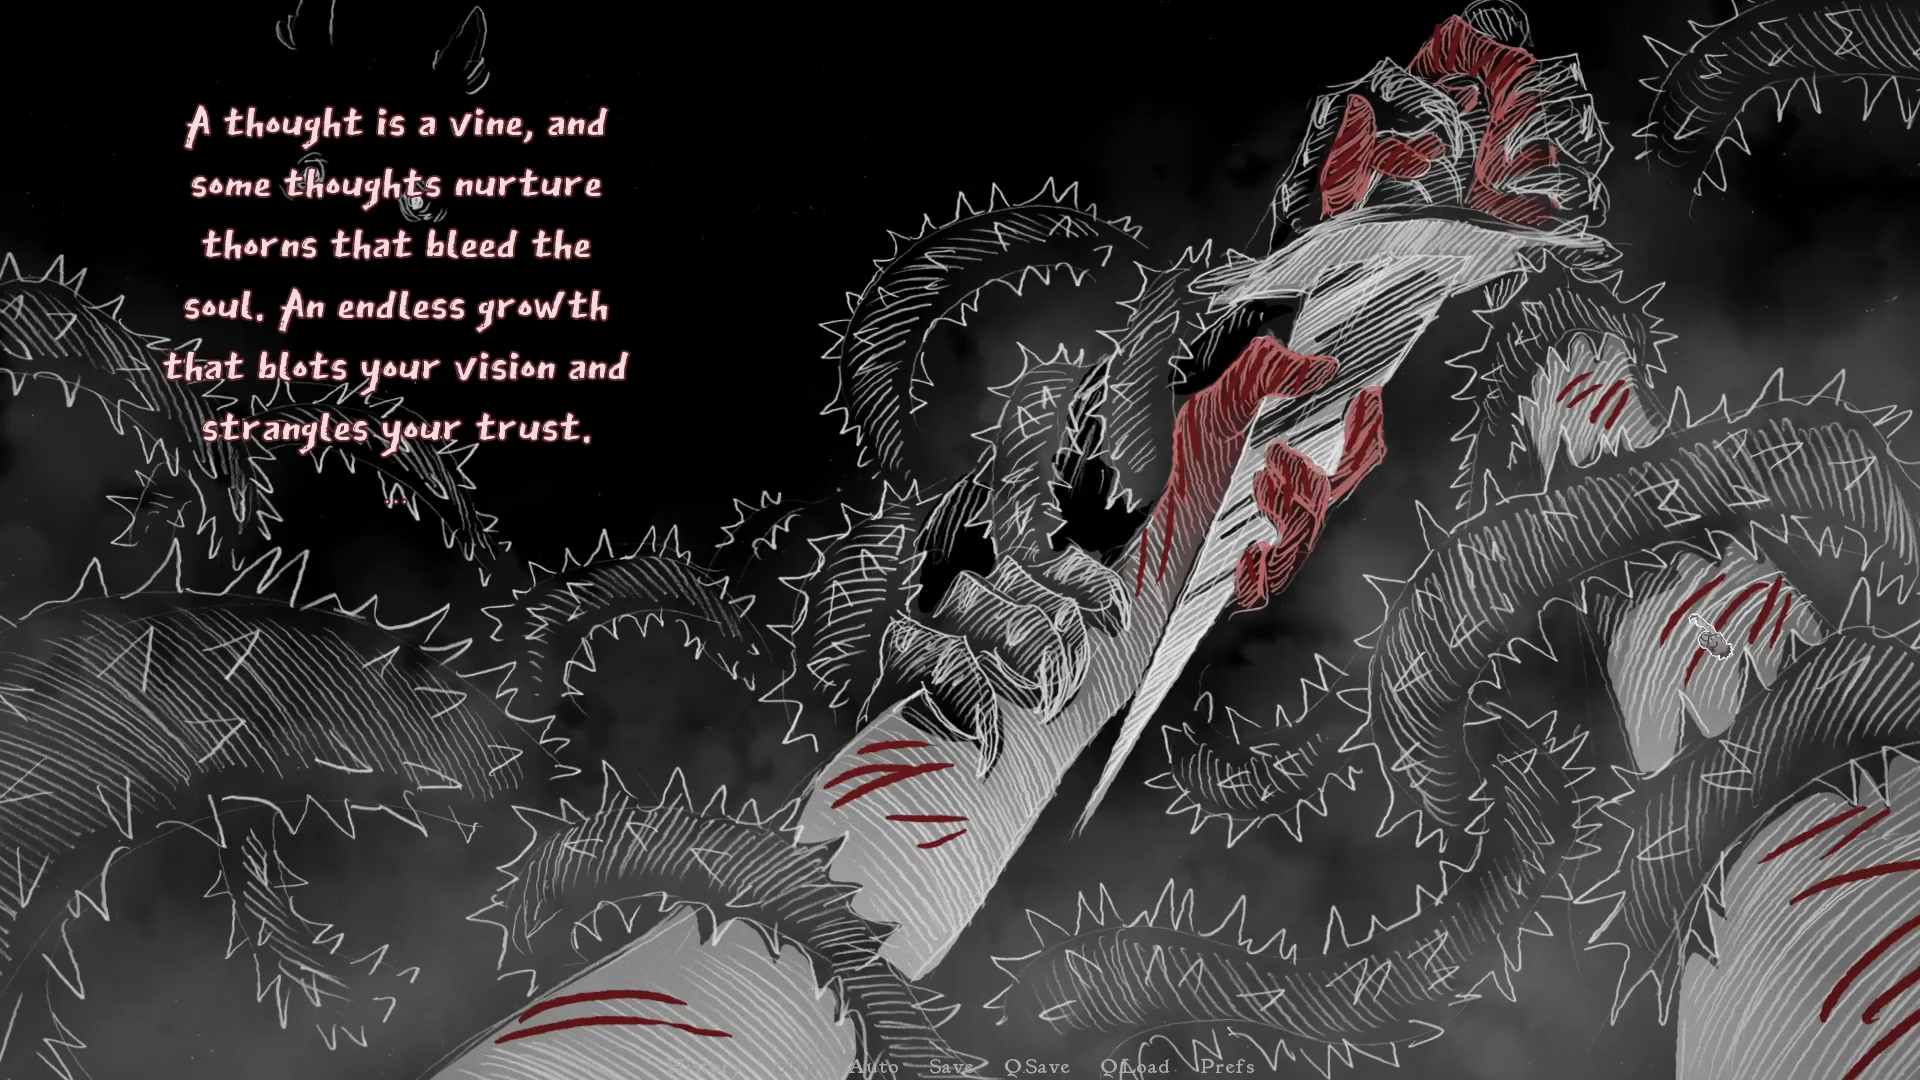 A thought is a vine, and
some thoughts nurture
thorns that bleed the
soul. An endless growth
that blots your vision and
strangles your trust.
...
Auto Save Q.Save Q.Load Prefs